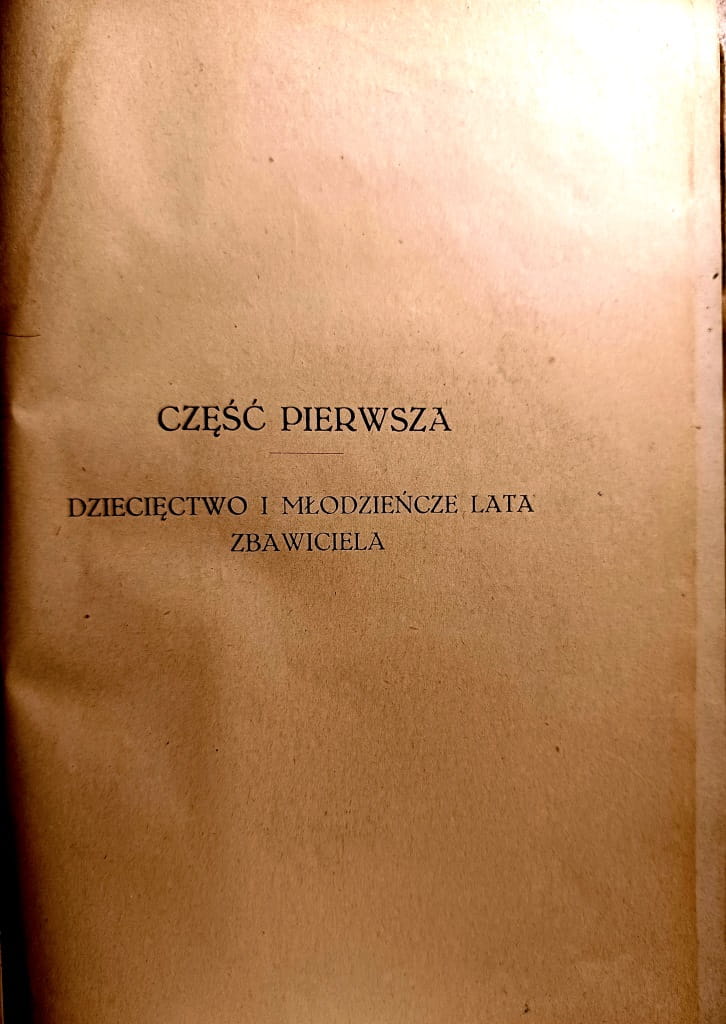 CZĘŚĆ PIERWSZA
DZIECIĘCTWO I MŁODZIEŃCZE LATA
ZBAWICIELA